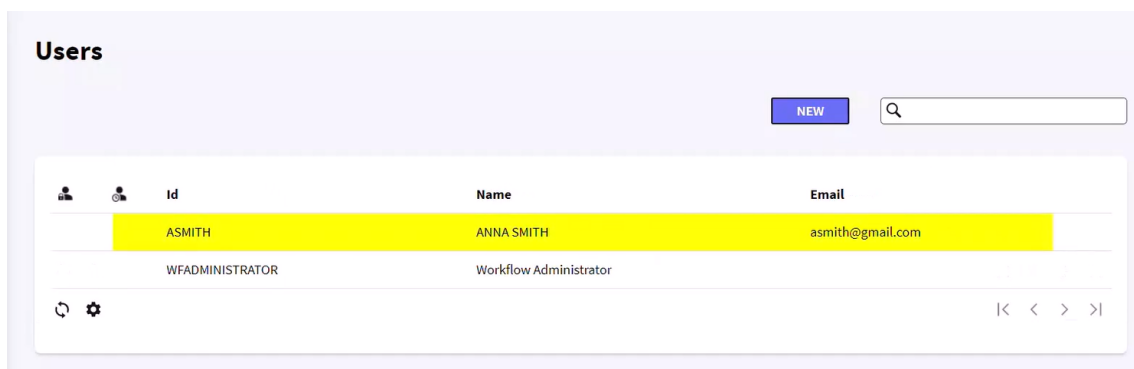 Users
NEW
Id Name Email
ASMITH ANNA SMITH asmith@gmail.com
WFADMINISTRATOR Workflow Administrator